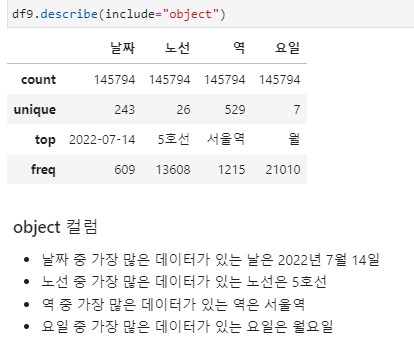 df9.describe(include="object")
날짜 노선 역 요일
count 145794 145794 145794 145794
unique 243 26 529 7
top 2022-07-14 5호선 서울역 월
freq 609 13608 1215 21010
object 컬럼
• 날짜 중 가장 많은 데이터가 있는 날은 2022년 7월 14일
• 노선 중 가장 많은 데이터가 있는 노선은 5호선
• 역 중 가장 많은 데이터가 있는 역은 서울역
• 요일 중 가장 많은 데이터가 있는 요일은 월요일